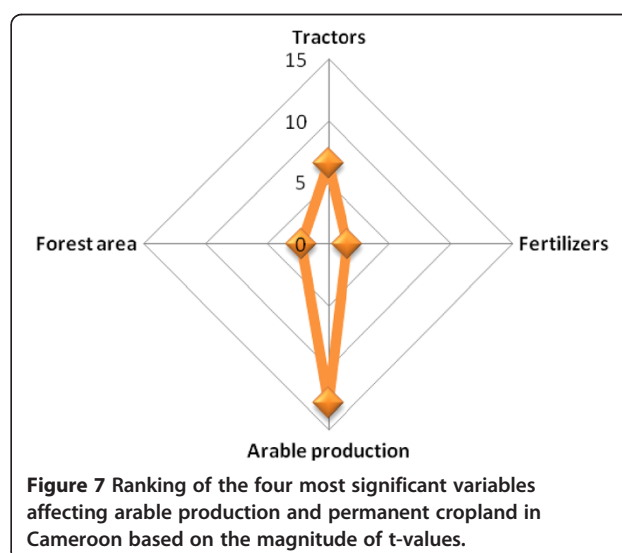 Tractors
15
10
5
0
Forest area
Fertilizers
Arable production
Figure 7 Ranking of the four most significant variables
affecting arable production and permanent cropland in
Cameroon based on the magnitude of t-values.